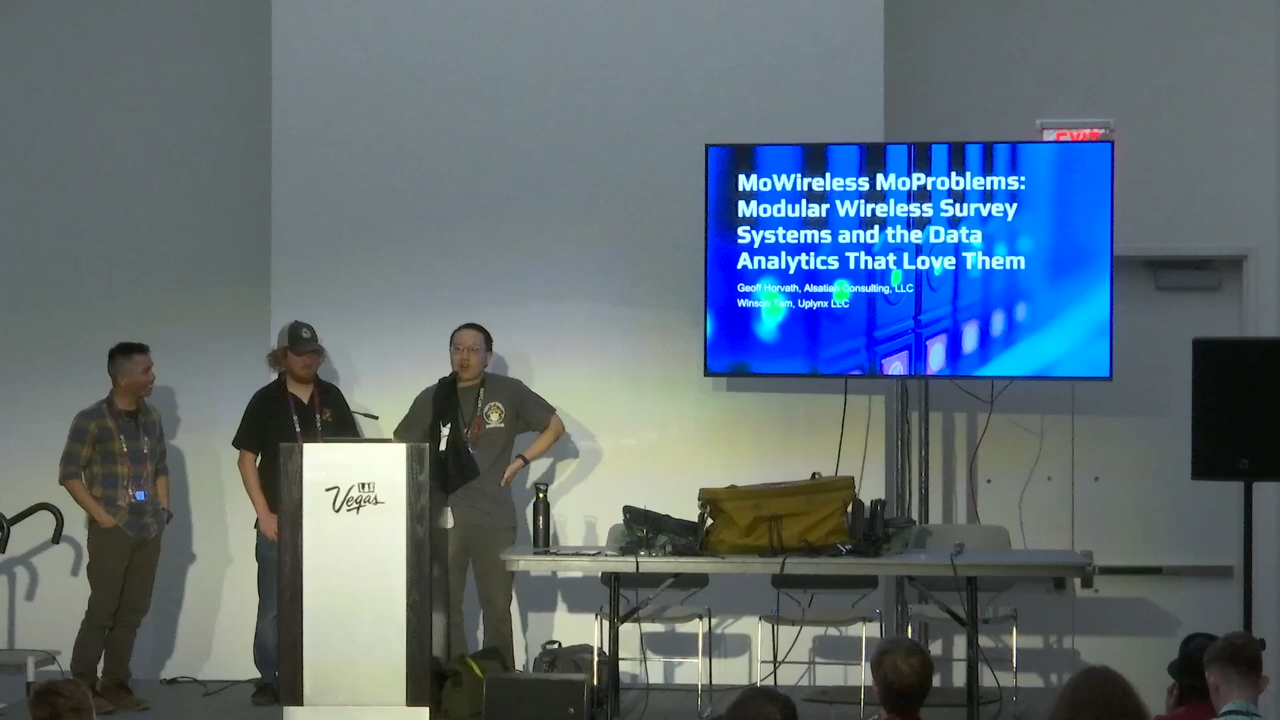 EXIT
MoWireless MoProblems:
Modular Wireless Survey
Systems and the Data
Analytics That Love Them
Geoff Horvath, Alsatian Consulting, LLC
Winson Tam, Uplynx LLC
LAS
Vegas